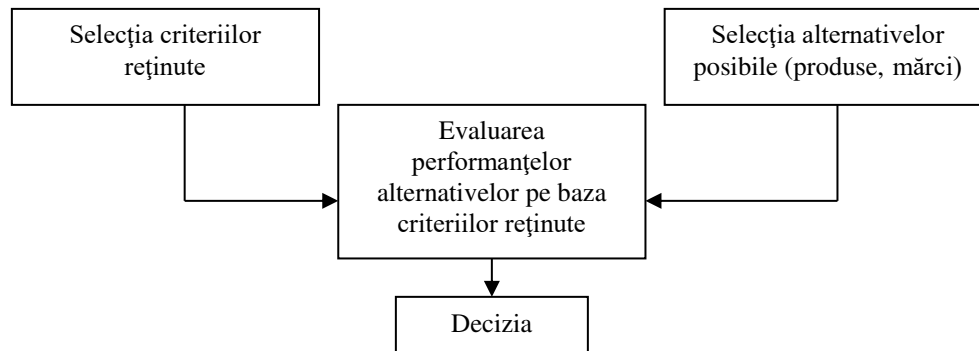 Selecţia criteriilor
reţinute
Selecţia alternativelor
posibile (produse, mărci)
Evaluarea
performanţelor
alternativelor pe baza
criteriilor reţinute
Decizia